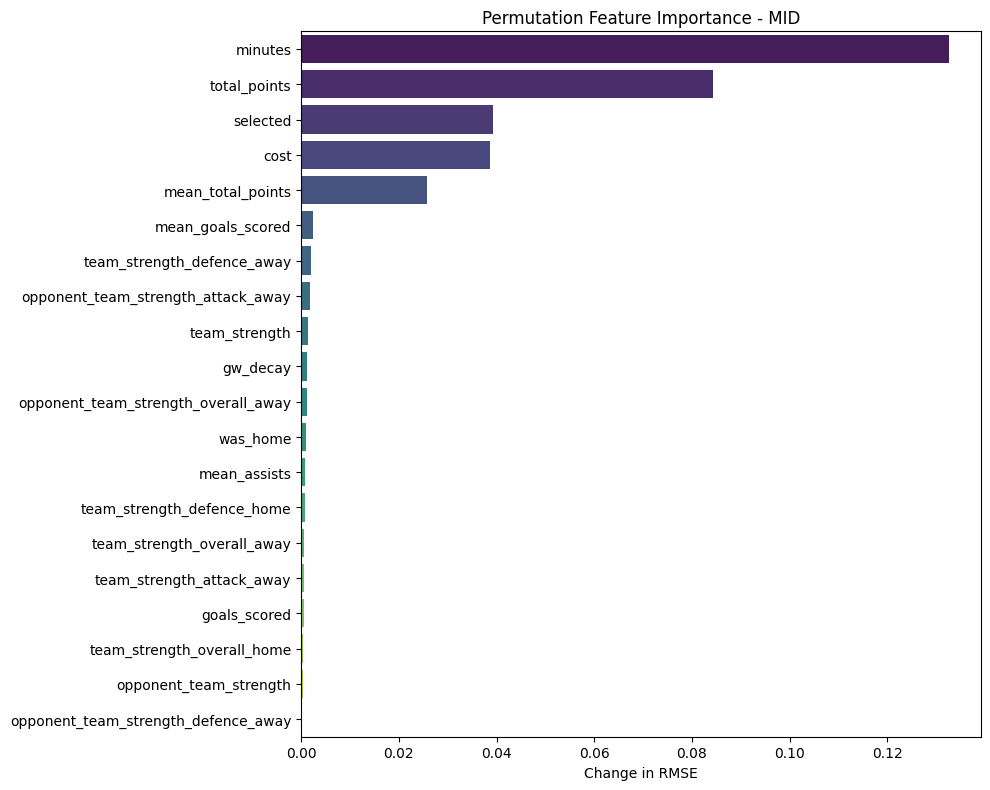 Permutation Feature Importance - MID
minutes
total_points
selected
cost
mean_total_points
mean_goals_scored
team_strength_defence_away
opponent_team_strength_attack_away
team_strength
gw_decay
opponent_team_strength_overall_away
was_home
mean_assists
team_strength_defence_home
team_strength_overall_away
team_strength_attack_away
goals_scored
team_strength_overall_home
opponent_team_strength
opponent_team_strength_defence_away
0.00 0.02 0.04 0.06 0.08 0.10 0.12
Change in RMSE